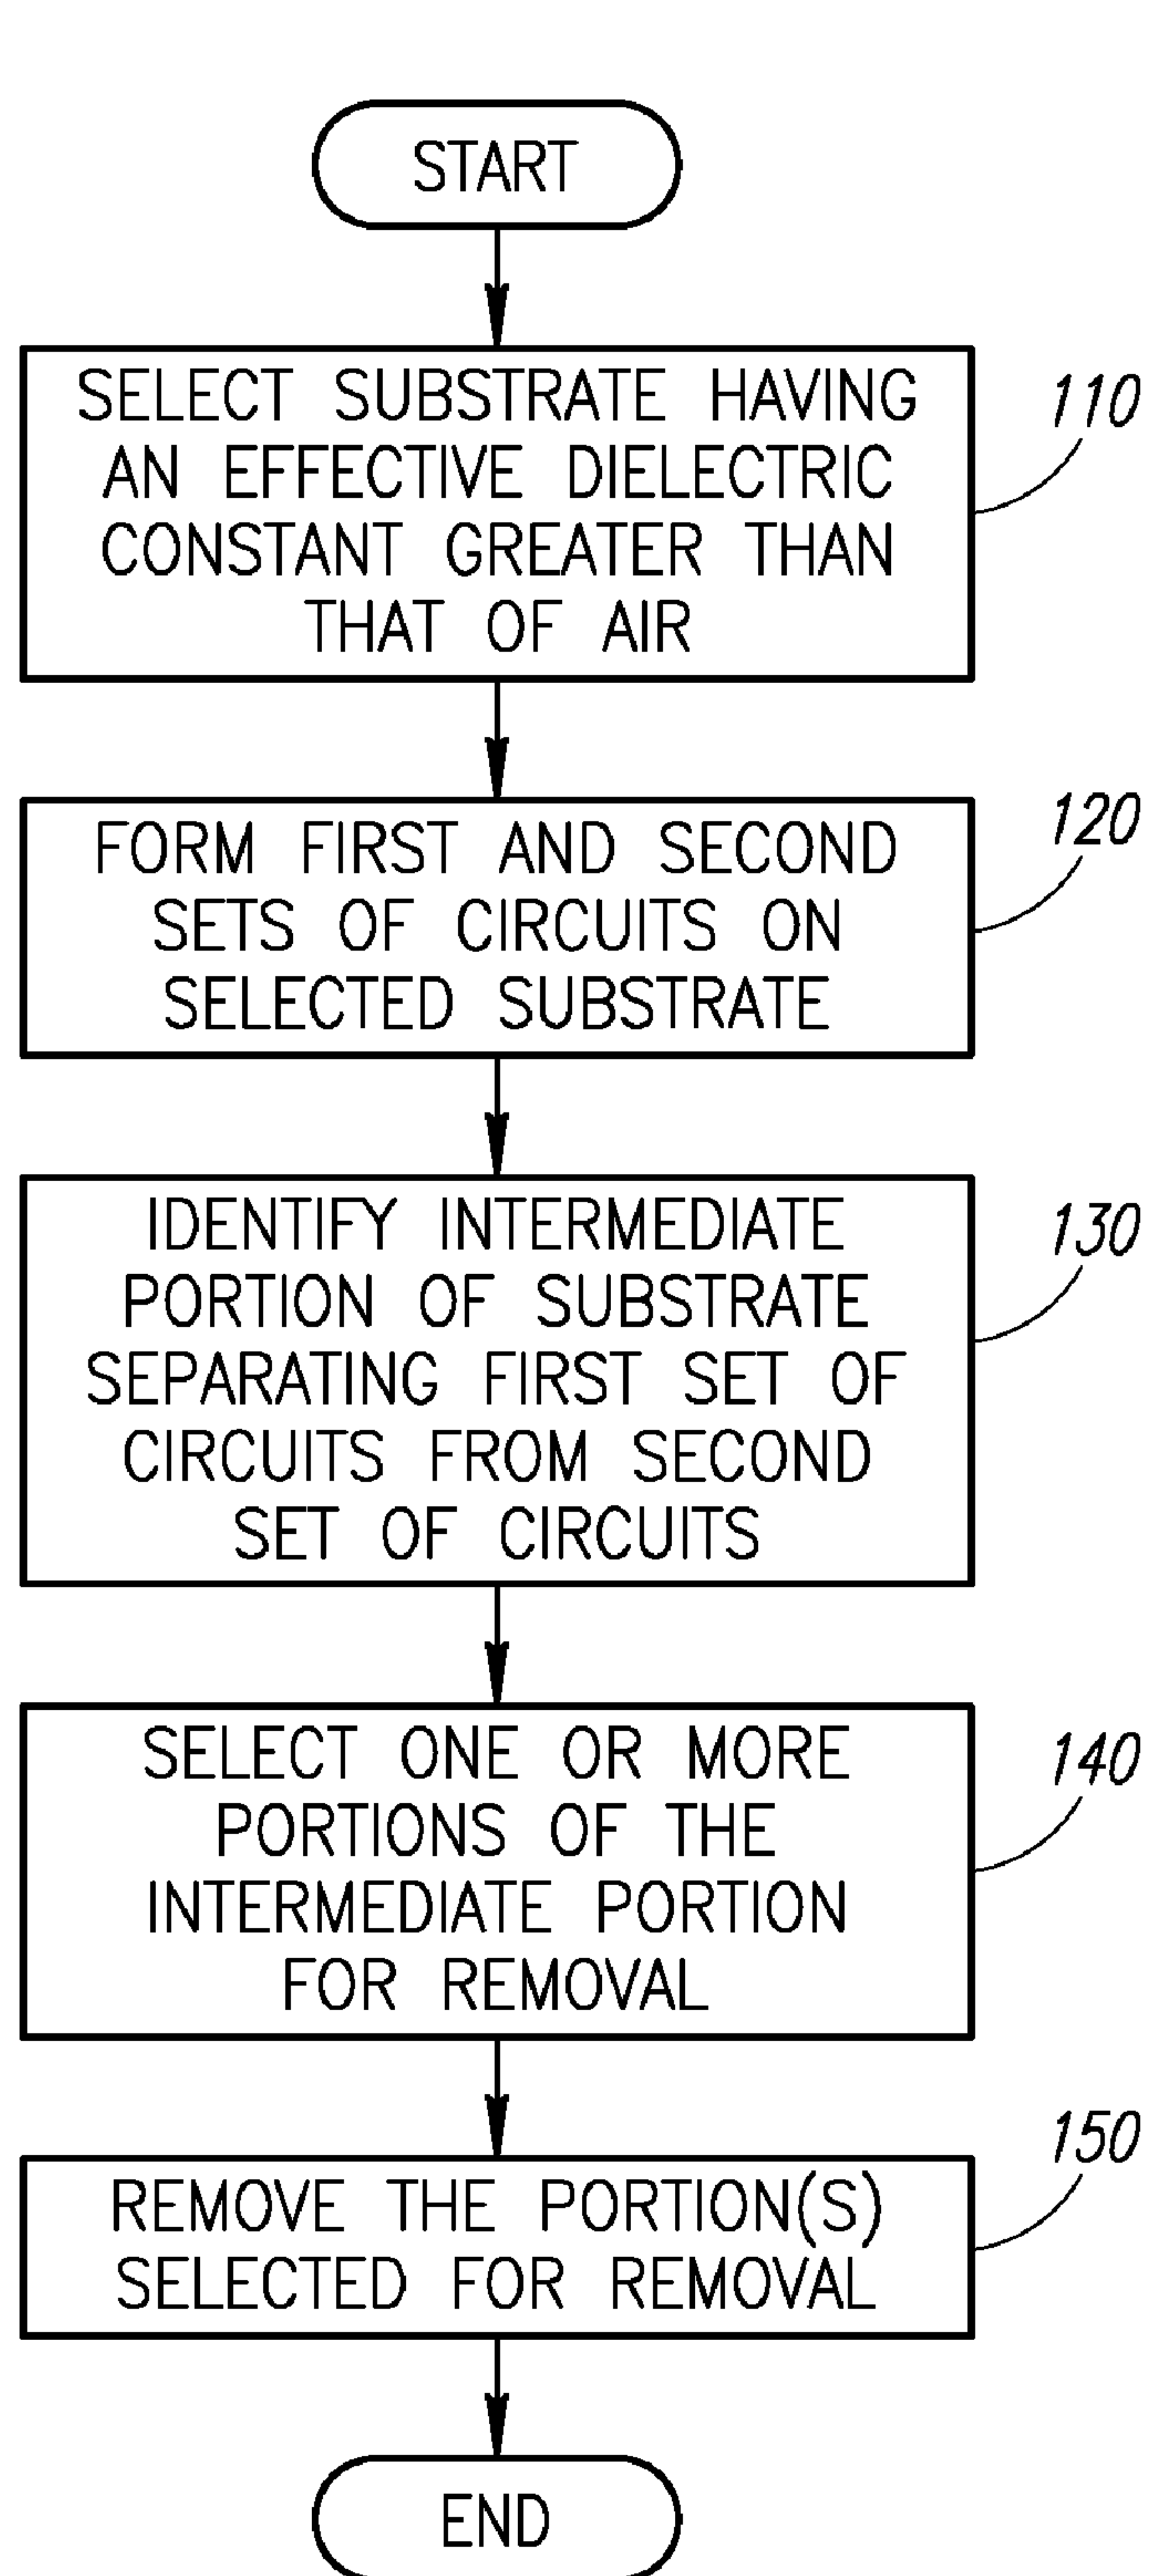 START
SELECT SUBSTRATE HAVING
AN EFFECTIVE DIELECTRIC
CONSTANT GREATER THAN
THAT OF AIR
110
FORM FIRST AND SECOND
SETS OF CIRCUITS ON
SELECTED SUBSTRATE
120
IDENTIFY INTERMEDIATE
PORTION OF SUBSTRATE
SEPARATING FIRST SET OF
CIRCUITS FROM SECOND
SET OF CIRCUITS
130
SELECT ONE OR MORE
PORTIONS OF THE
INTERMEDIATE PORTION
FOR REMOVAL
140
REMOVE THE PORTION(S)
SELECTED FOR REMOVAL
150
END